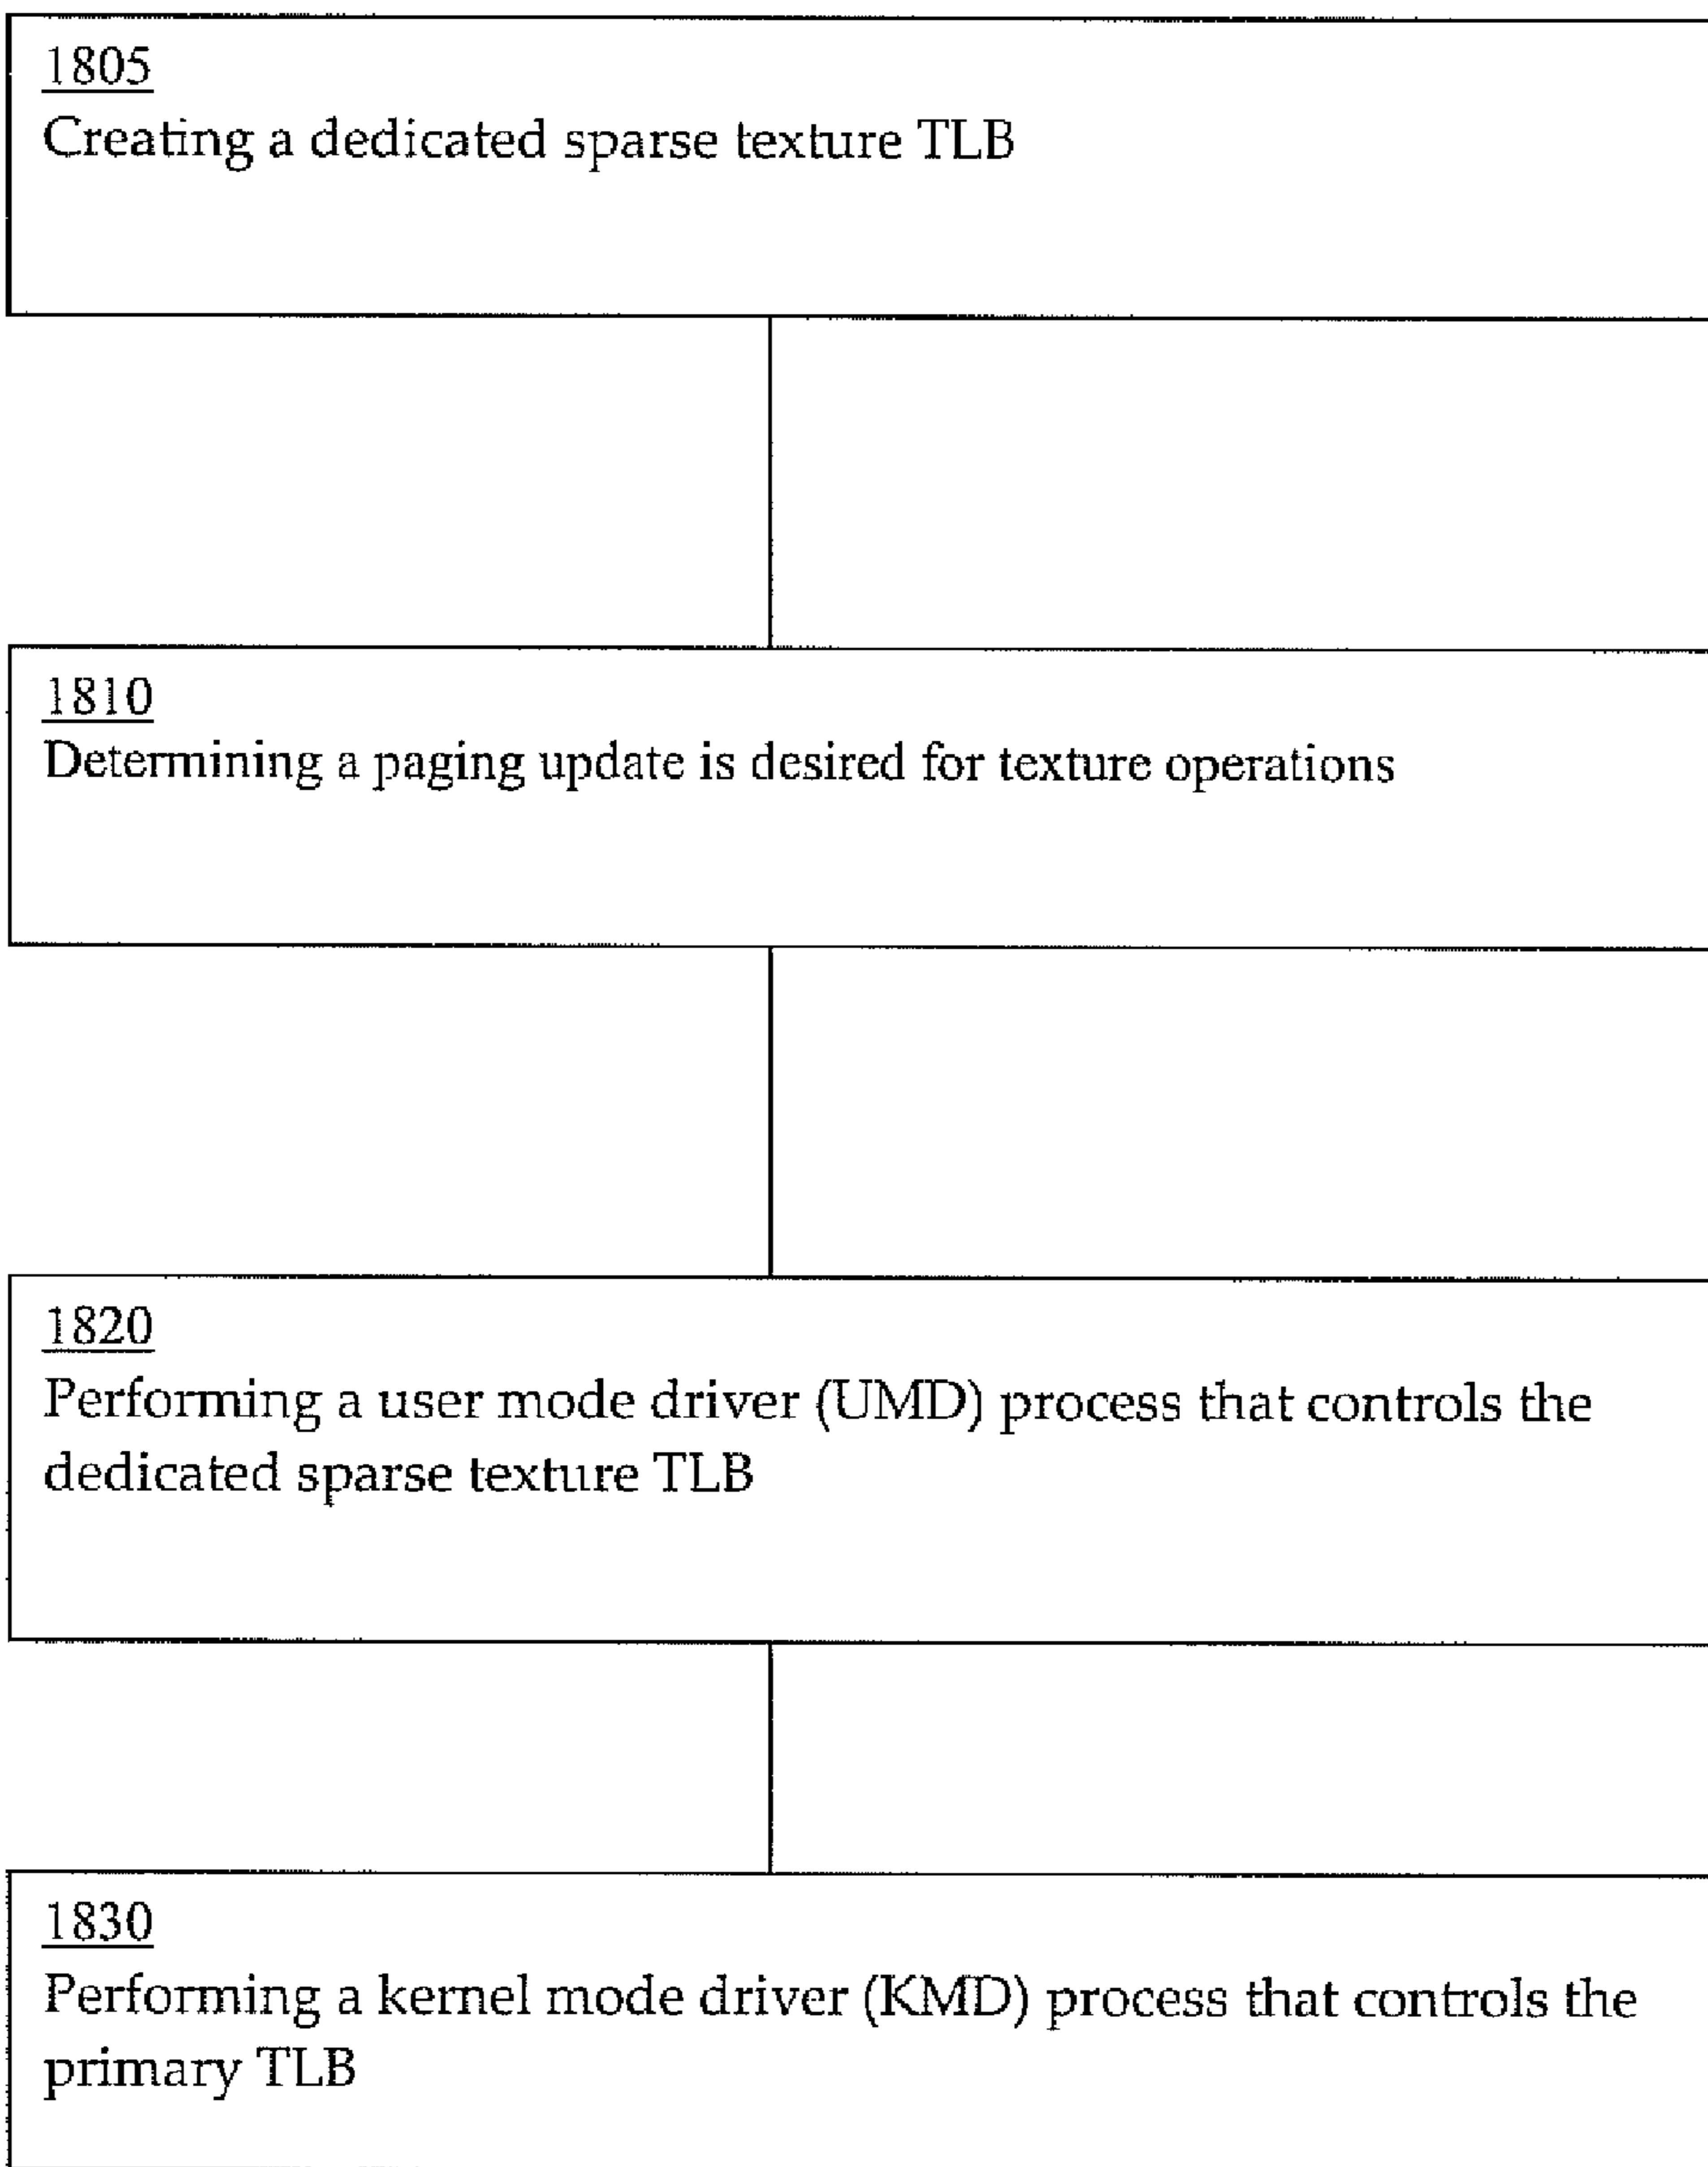 1805
Creating a dedicated sparse texture TLB
1810
Determining a paging update is desired for texture operations
1820
Performing a user mode driver (UMD) process that controls the
dedicated sparse texture TLB
1830
Performing a kernel mode driver (KMD) process that controls the
primary TLB